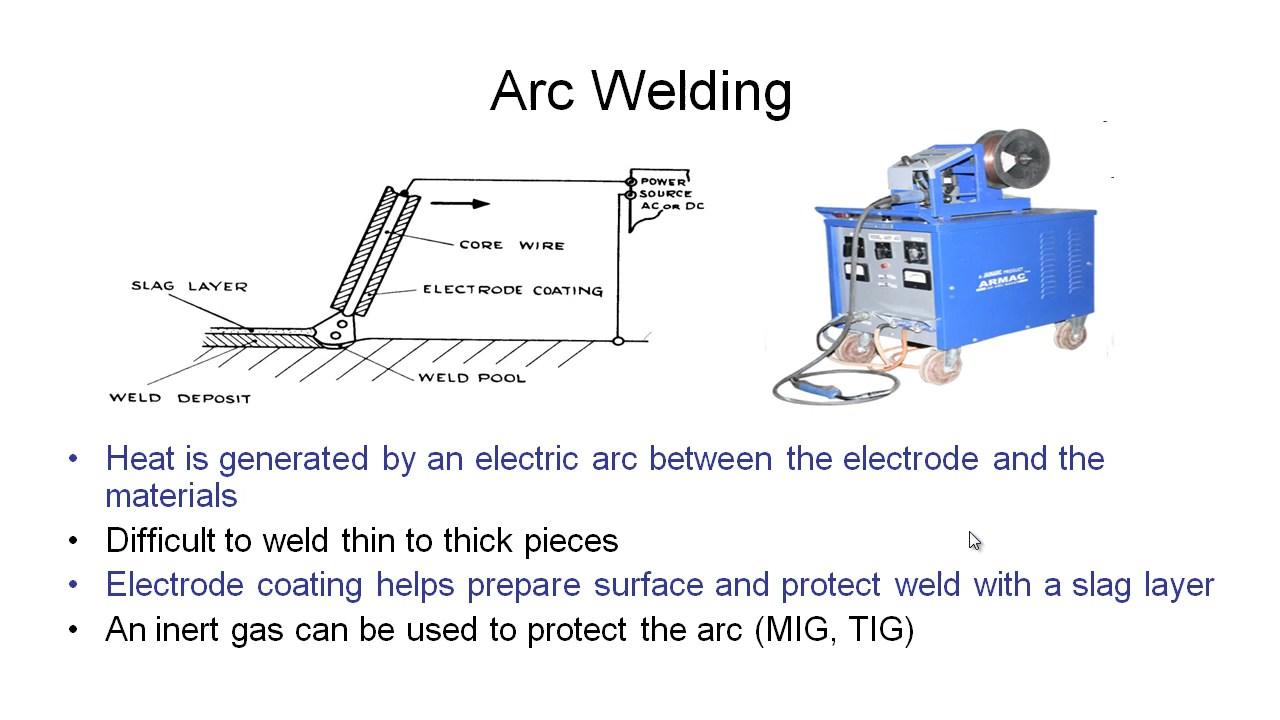 Arc Welding
POWER
SOURCE
AC OR DC
CORE WIRE
ELECTRODE COATING
SLAG LAYER
WELD POOL
WELD DEPOSIT
ARMAC
• Heat is generated by an electric arc between the electrode and the
materials
• Difficult to weld thin to thick pieces
• Electrode coating helps prepare surface and protect weld with a slag layer
• An inert gas can be used to protect the arc (MIG, TIG)